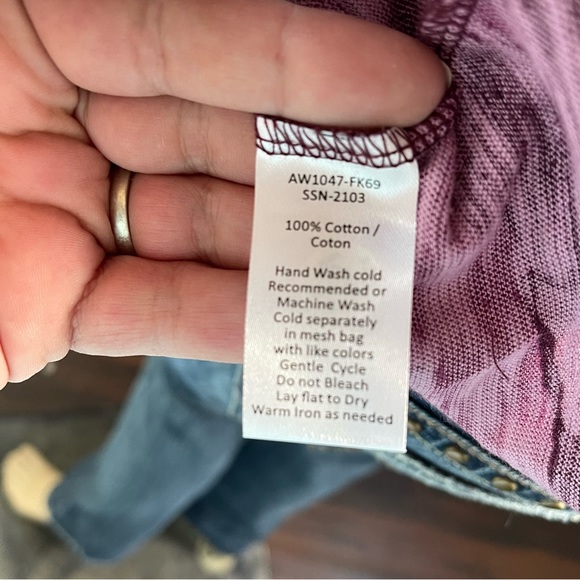 AW1047-FK69
SSN-2103
100% Cotton /
Coton
Hand Wash cold
Recommended or
Machine Wash
Cold separately
in mesh bag
with like colors
Gentle Cycle
Do not Bleach
Lay flat to Dry
Warm Iron as needed